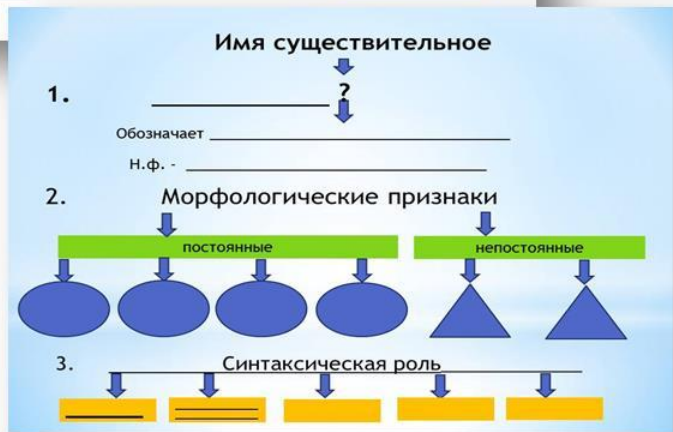 Имя существительное
1. ?
Обозначает
Н.ф. -
2. Морфологические признаки
постоянные непостоянные
3. Синтаксическая роль